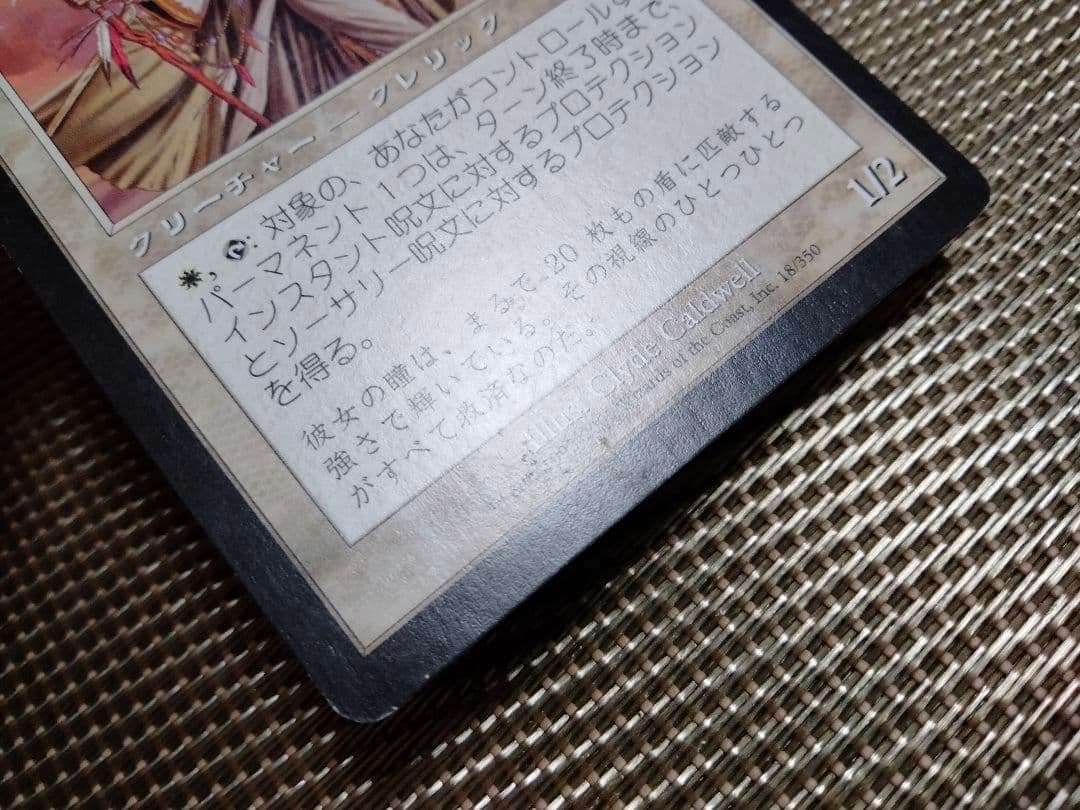 クリーチャー — クレリック
対象の、あなたがコントロールす
パーマネント1つは、ターン終了時まで、
インスタント呪文に対するプロテクション
とソーサリー呪文に対するプロテクション
を得る。
彼女の瞳は、まるで 20 枚もの盾に匹敵する
強さで輝いている。その視線のひとつひとつ
がすべて救済なのだ。
1/2
Illus. Clyde Caldwell
Wizards of the Coast, Inc. 18/350